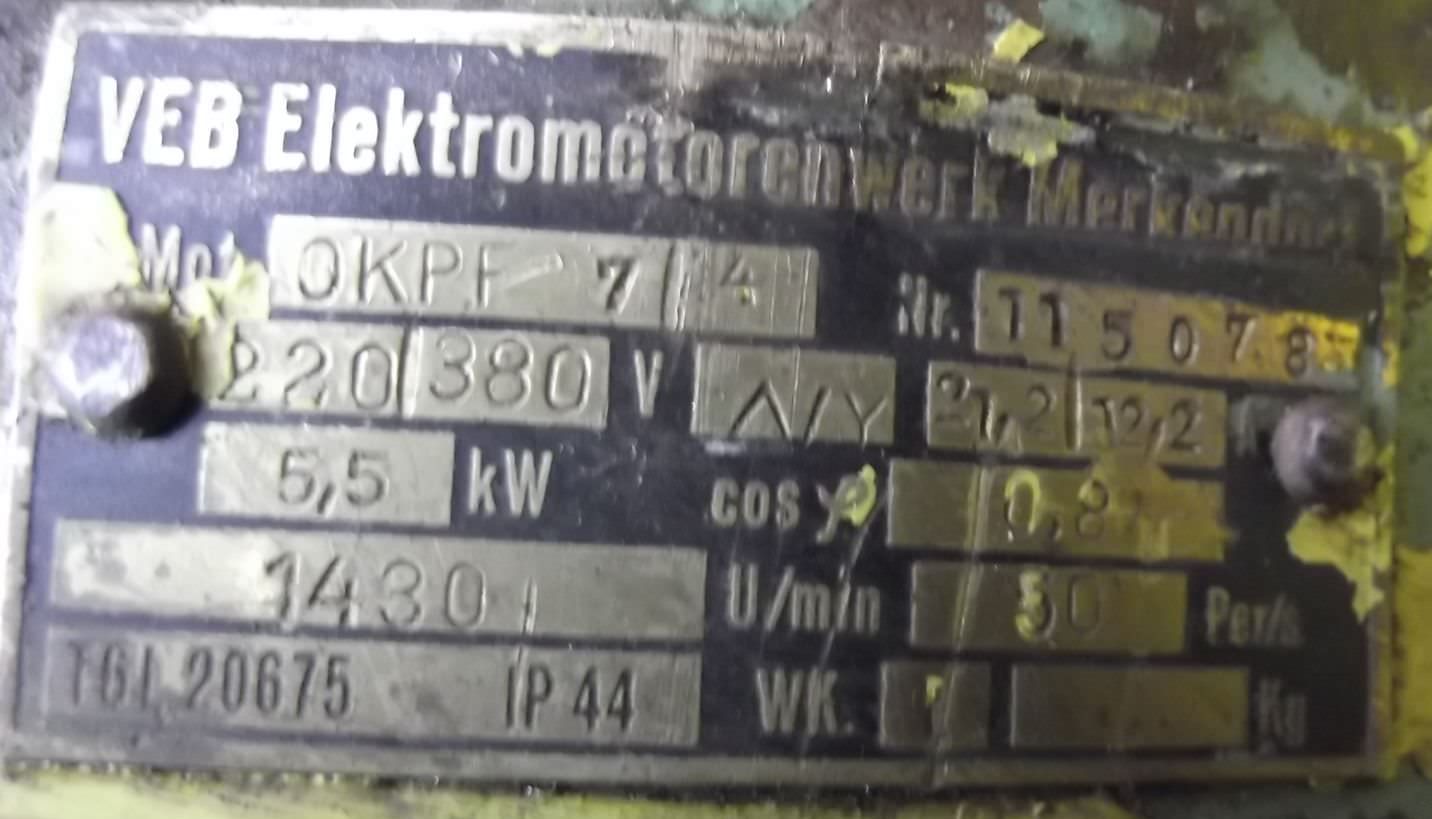 VEB Elektromotorenwerk Merkendorf
Mot. OKPF 7/4 Nr. 115078
220/380 V Δ/Y 21,2/12,2
5,5 kW cos φ 0,8
1430 U/min 50 Per/s
TGL 20675 IP 44 WK. Kg